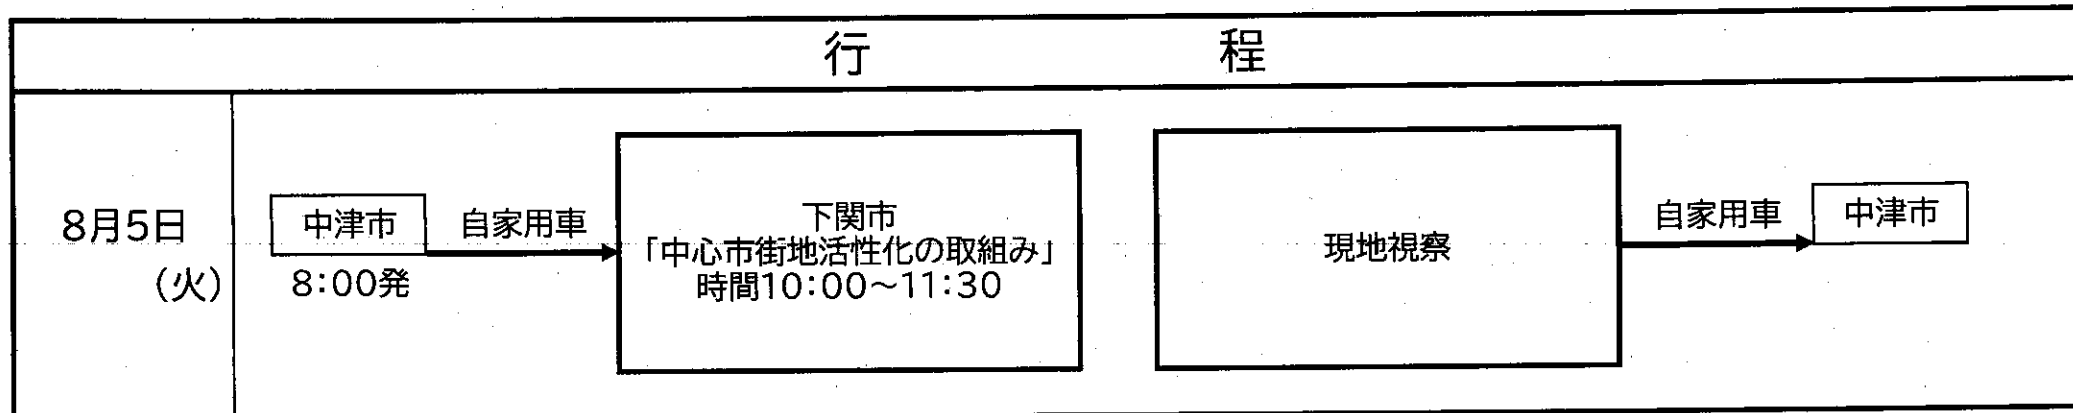 行程
8月5日
（火）
中津市
8:00発
自家用車
下関市
「中心市街地活性化の取組み」
時間10:00～11:30
現地視察
自家用車
中津市